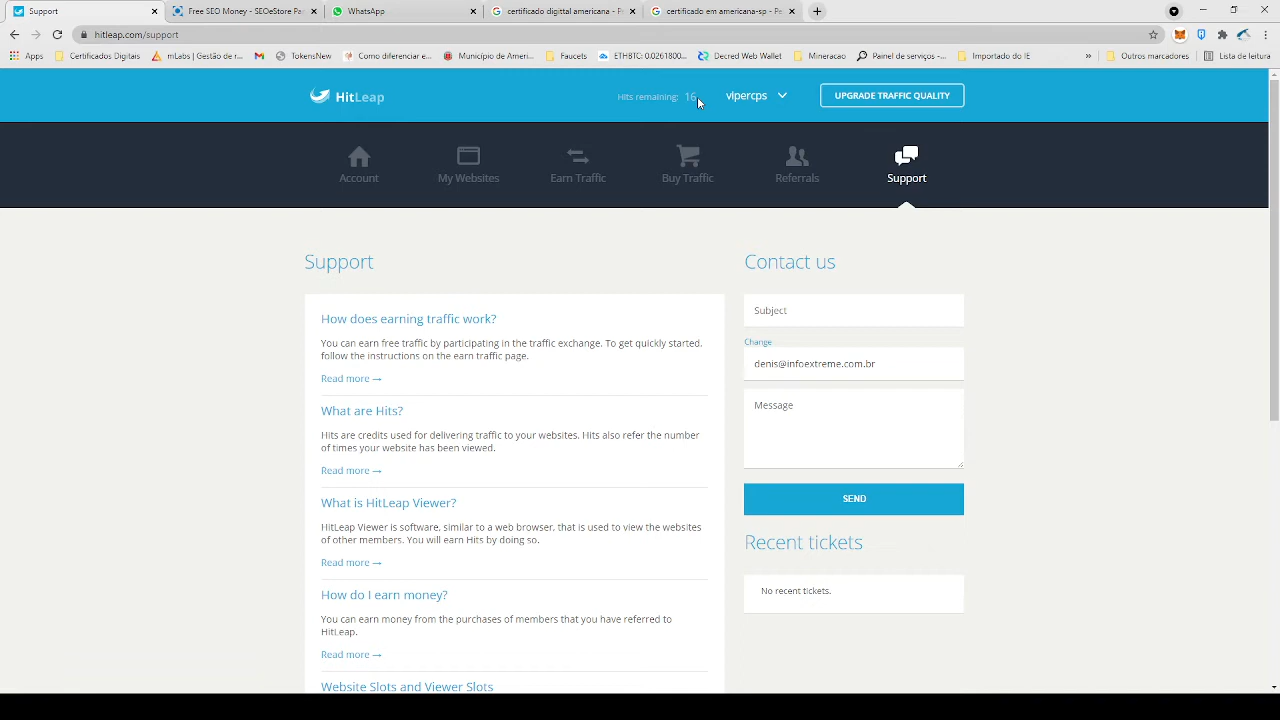 Support
Free SEO Money - SEOeStore Pa
WhatsApp
certificado digital americana - Pe
certificado em americana-sp - Pe
hitleap.com/support
Apps
Certificados Digitais
mLabs | Gestão de r...
TokensNew
Como diferenciar e...
Município de Ameri...
Faucets
ETHBTC: 0.0261800...
Decred Web Wallet
Mineracao
Painel de serviços -...
Importado do IE
»
Outros marcadores
Lista de leitura
HitLeap
Hits remaining: 16
vipercps
UPGRADE TRAFFIC QUALITY
Account
My Websites
Earn Traffic
Buy Traffic
Referrals
Support
Support
How does earning traffic work?
You can earn free traffic by participating in the traffic exchange. To get quickly started,
follow the instructions on the earn traffic page.
Read more →
What are Hits?
Hits are credits used for delivering traffic to your websites. Hits also refer the number
of times your website has been viewed.
Read more →
What is HitLeap Viewer?
HitLeap Viewer is software, similar to a web browser, that is used to view the websites
of other members. You will earn Hits by doing so.
Read more →
How do I earn money?
You can earn money from the purchases of members that you have referred to
HitLeap.
Read more →
Website Slots and Viewer Slots
Contact us
Subject
Change
denis@infoextreme.com.br
Message
SEND
Recent tickets
No recent tickets.